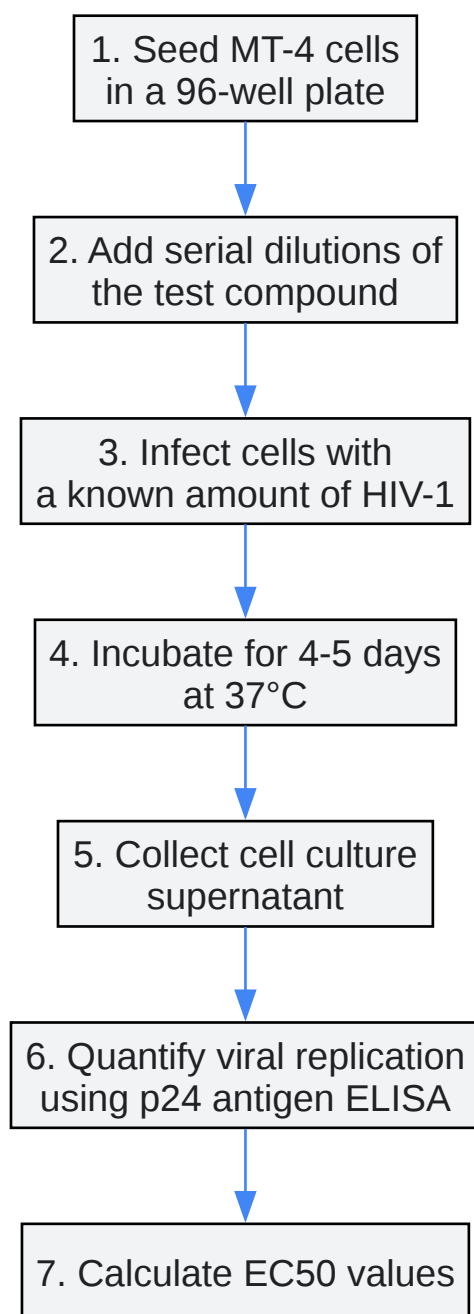 1. Seed MT-4 cells
in a 96-well plate
2. Add serial dilutions of
the test compound
3. Infect cells with
a known amount of HIV-1
4. Incubate for 4-5 days
at 37°C
5. Collect cell culture
supernatant
6. Quantify viral replication
using p24 antigen ELISA
7. Calculate EC50 values